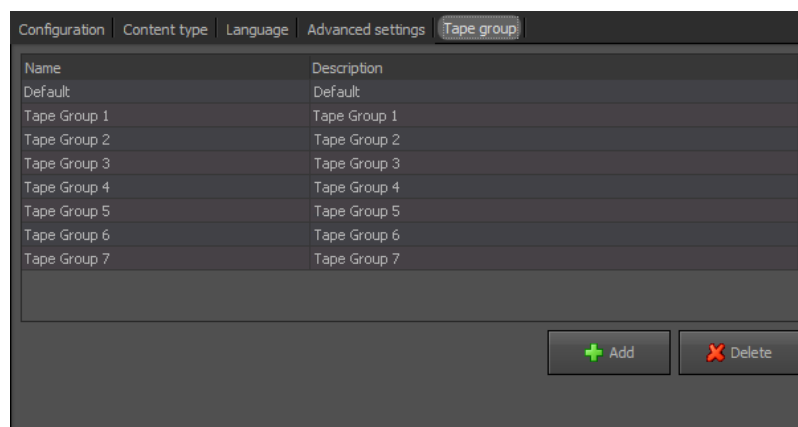 Configuration Content type Language Advanced settings Tape group
Name Description
Default Default
Tape Group 1 Tape Group 1
Tape Group 2 Tape Group 2
Tape Group 3 Tape Group 3
Tape Group 4 Tape Group 4
Tape Group 5 Tape Group 5
Tape Group 6 Tape Group 6
Tape Group 7 Tape Group 7
Add Delete